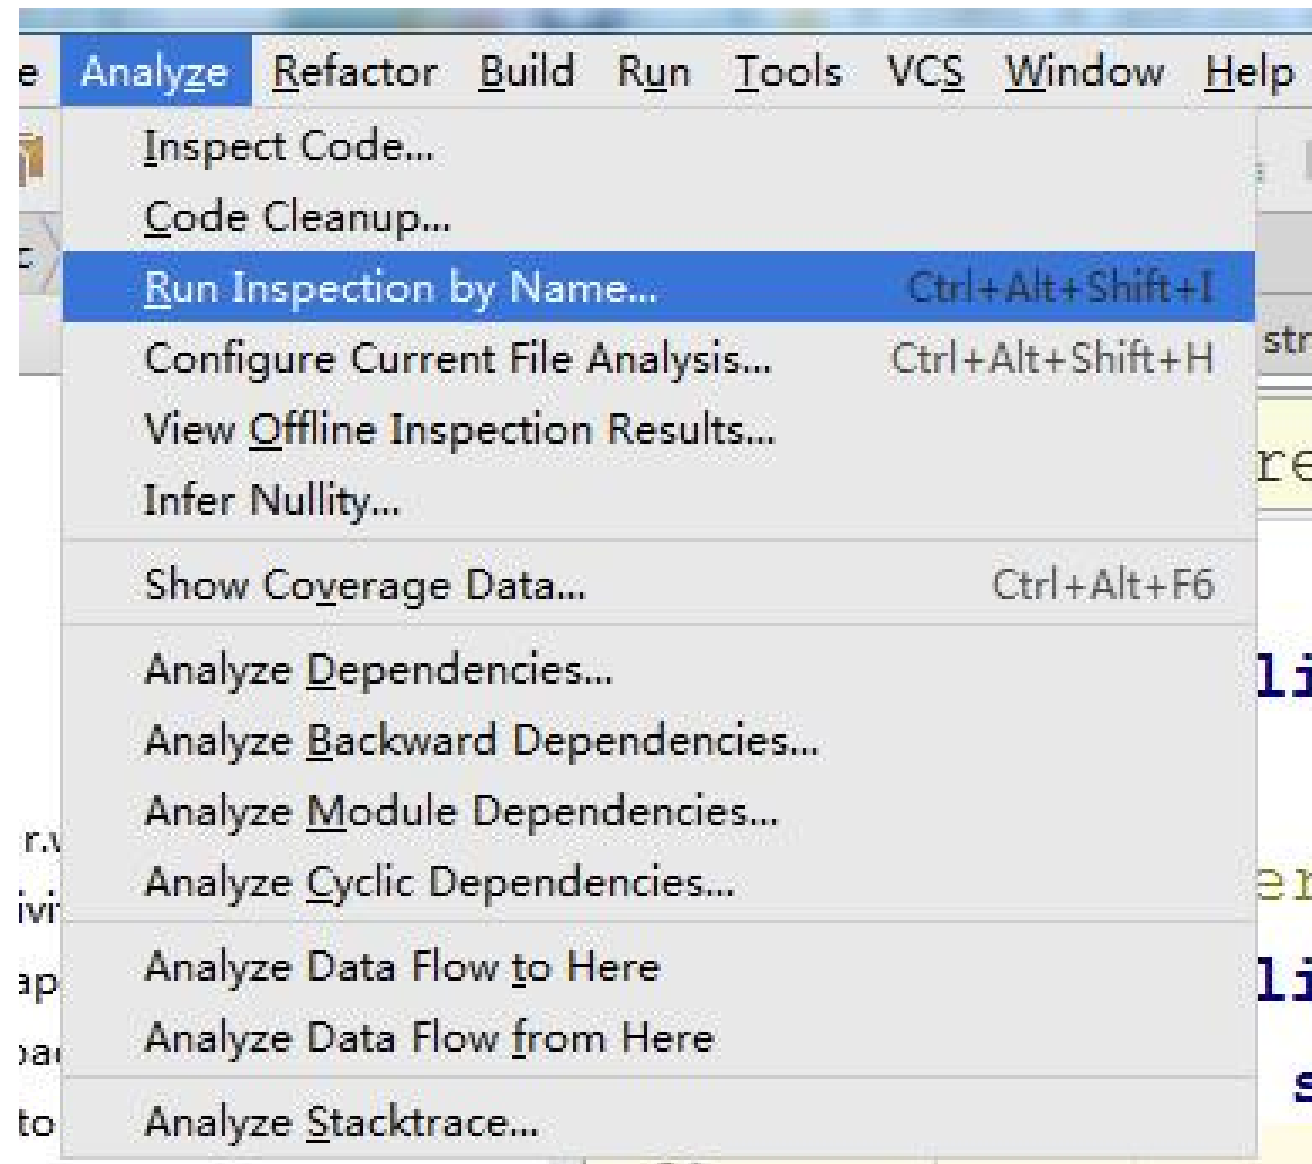 Analyze Refactor Build Run Tools VCS Window Help
Inspect Code...
Code Cleanup...
Run Inspection by Name... Ctrl+Alt+Shift+I
Configure Current File Analysis... Ctrl+Alt+Shift+H
View Offline Inspection Results...
Infer Nullity...
Show Coverage Data... Ctrl+Alt+F6
Analyze Dependencies...
Analyze Backward Dependencies...
Analyze Module Dependencies...
Analyze Cyclic Dependencies...
Analyze Data Flow to Here
Analyze Data Flow from Here
Analyze Stacktrace...